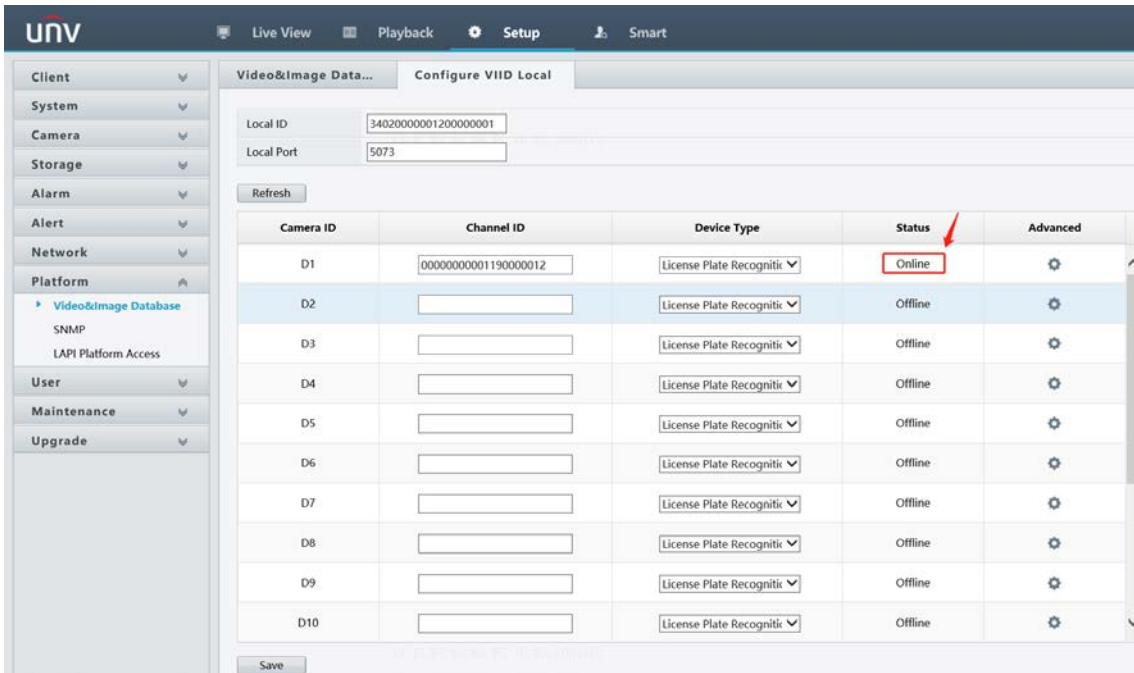 unv
Live View Playback Setup Smart
Client
System
Camera
Storage
Alarm
Alert
Network
Platform
Video&Image Database
SNMP
LAPI Platform Access
User
Maintenance
Upgrade
Video&Image Data... Configure VIID Local
Local ID 34020000001200000001
Local Port 5073
Refresh
Camera ID Channel ID Device Type Status Advanced
D1 00000000001190000012 License Plate Recognitic Online
D2 License Plate Recognitic Offline
D3 License Plate Recognitic Offline
D4 License Plate Recognitic Offline
D5 License Plate Recognitic Offline
D6 License Plate Recognitic Offline
D7 License Plate Recognitic Offline
D8 License Plate Recognitic Offline
D9 License Plate Recognitic Offline
D10 License Plate Recognitic Offline
Save